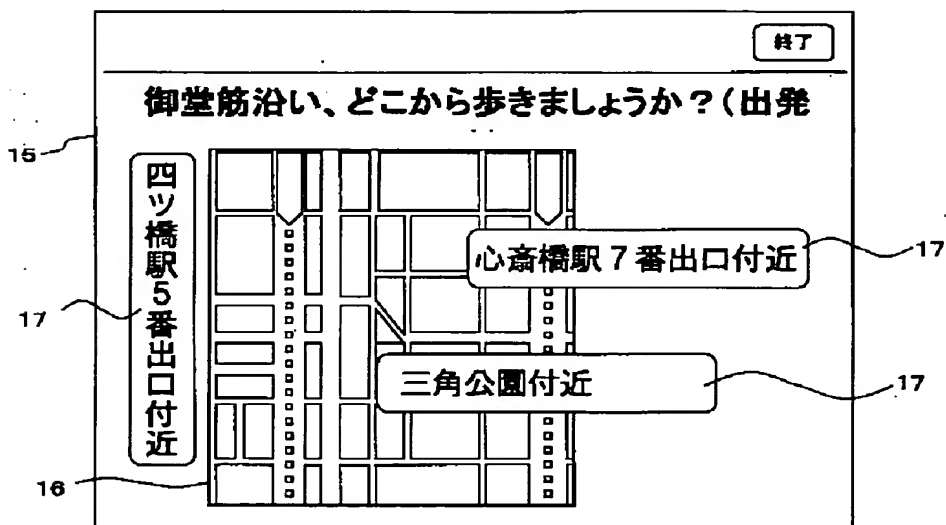 終了
御堂筋沿い、どこから歩きましょうか?(出発
15
四ツ橋駅5番出口付近
心斎橋駅7番出口付近
17
17
三角公園付近
17
16